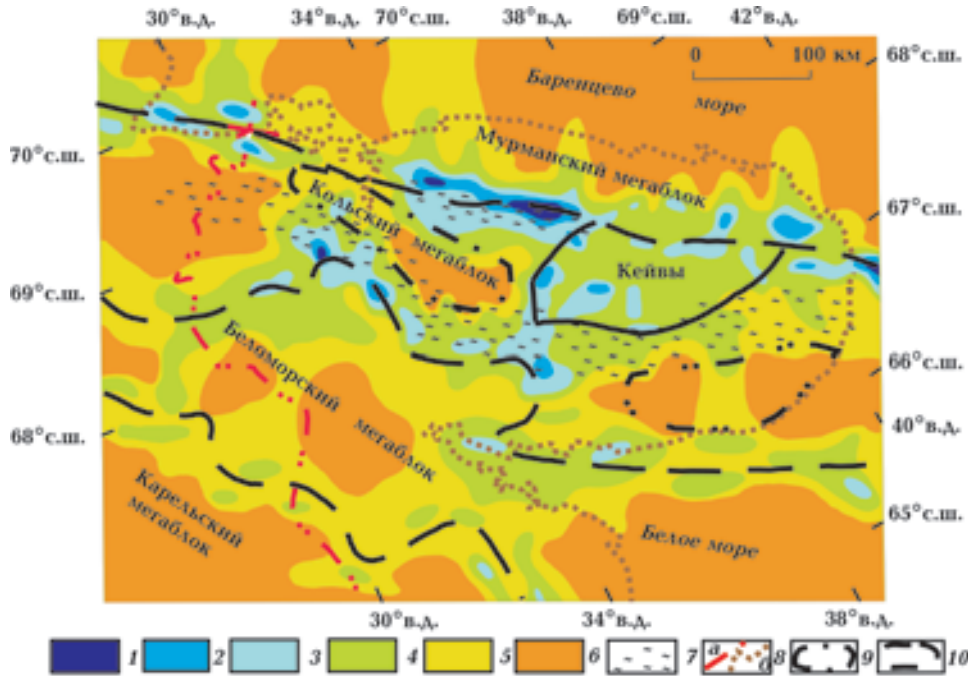 30°в.д. 34°в.д. 70°с.ш. 38°в.д. 69°с.ш. 42°в.д.
0 100 км
68°с.ш.
Баренцево
море
70°с.ш.
Мурманский мегаблок
67°с.ш.
Кольский мегаблок
Кейвы
69°с.ш.
Беломорский мегаблок
66°с.ш.
40°в.д.
68°с.ш.
Карельский
мегаблок
65°с.ш.
Белое море
30°в.д. 34°в.д. 38°в.д.
1 2 3 4 5 6 7 а б 8 9 10